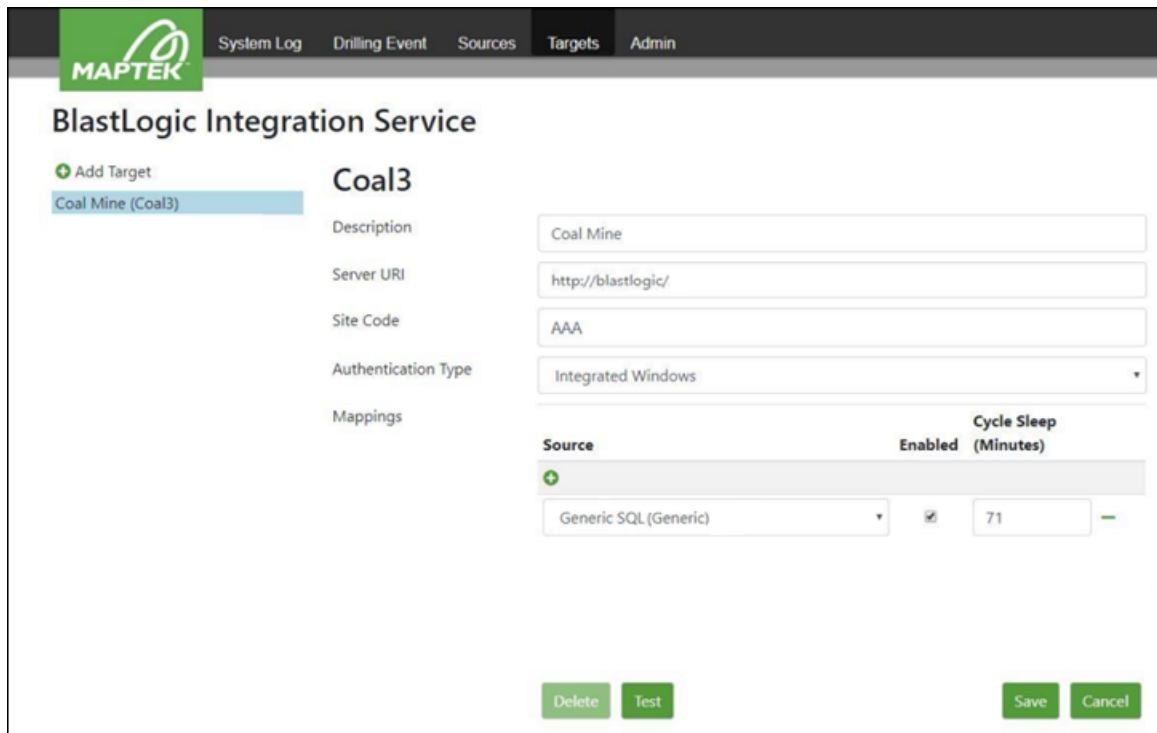 MAPTEK
System Log Drilling Event Sources Targets Admin
BlastLogic Integration Service
Add Target
Coal Mine (Coal3)
Coal3
Description
Coal Mine
Server URI
http://blastlogic/
Site Code
AAA
Authentication Type
Integrated Windows
Mappings
Source Enabled Cycle Sleep
(Minutes)
Generic SQL (Generic) 71
Delete Test Save Cancel